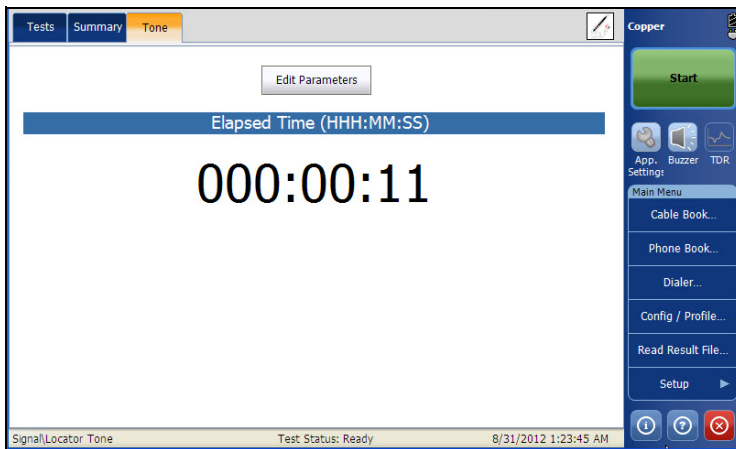 Tests Summary Tone
Copper
Edit Parameters
Start
Elapsed Time (HHH:MM:SS)
000:00:11
App. Settings Buzzer TDR
Main Menu
Cable Book...
Phone Book...
Dialer...
Config / Profile...
Read Result File...
Setup
Signal\Locator Tone Test Status: Ready 8/31/2012 1:23:45 AM